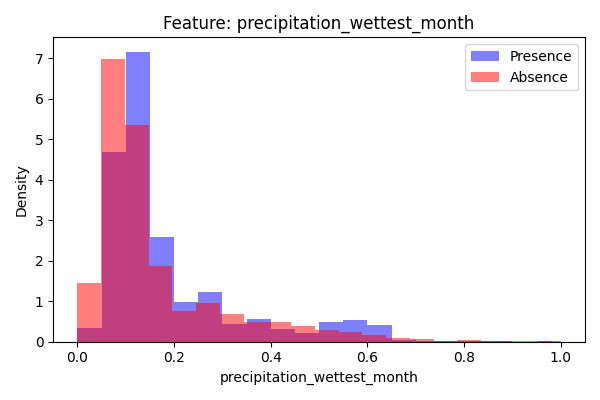 Feature: precipitation_wettest_month
Presence
Absence
Density
7
6
5
4
3
2
1
0
0.0 0.2 0.4 0.6 0.8 1.0
precipitation_wettest_month